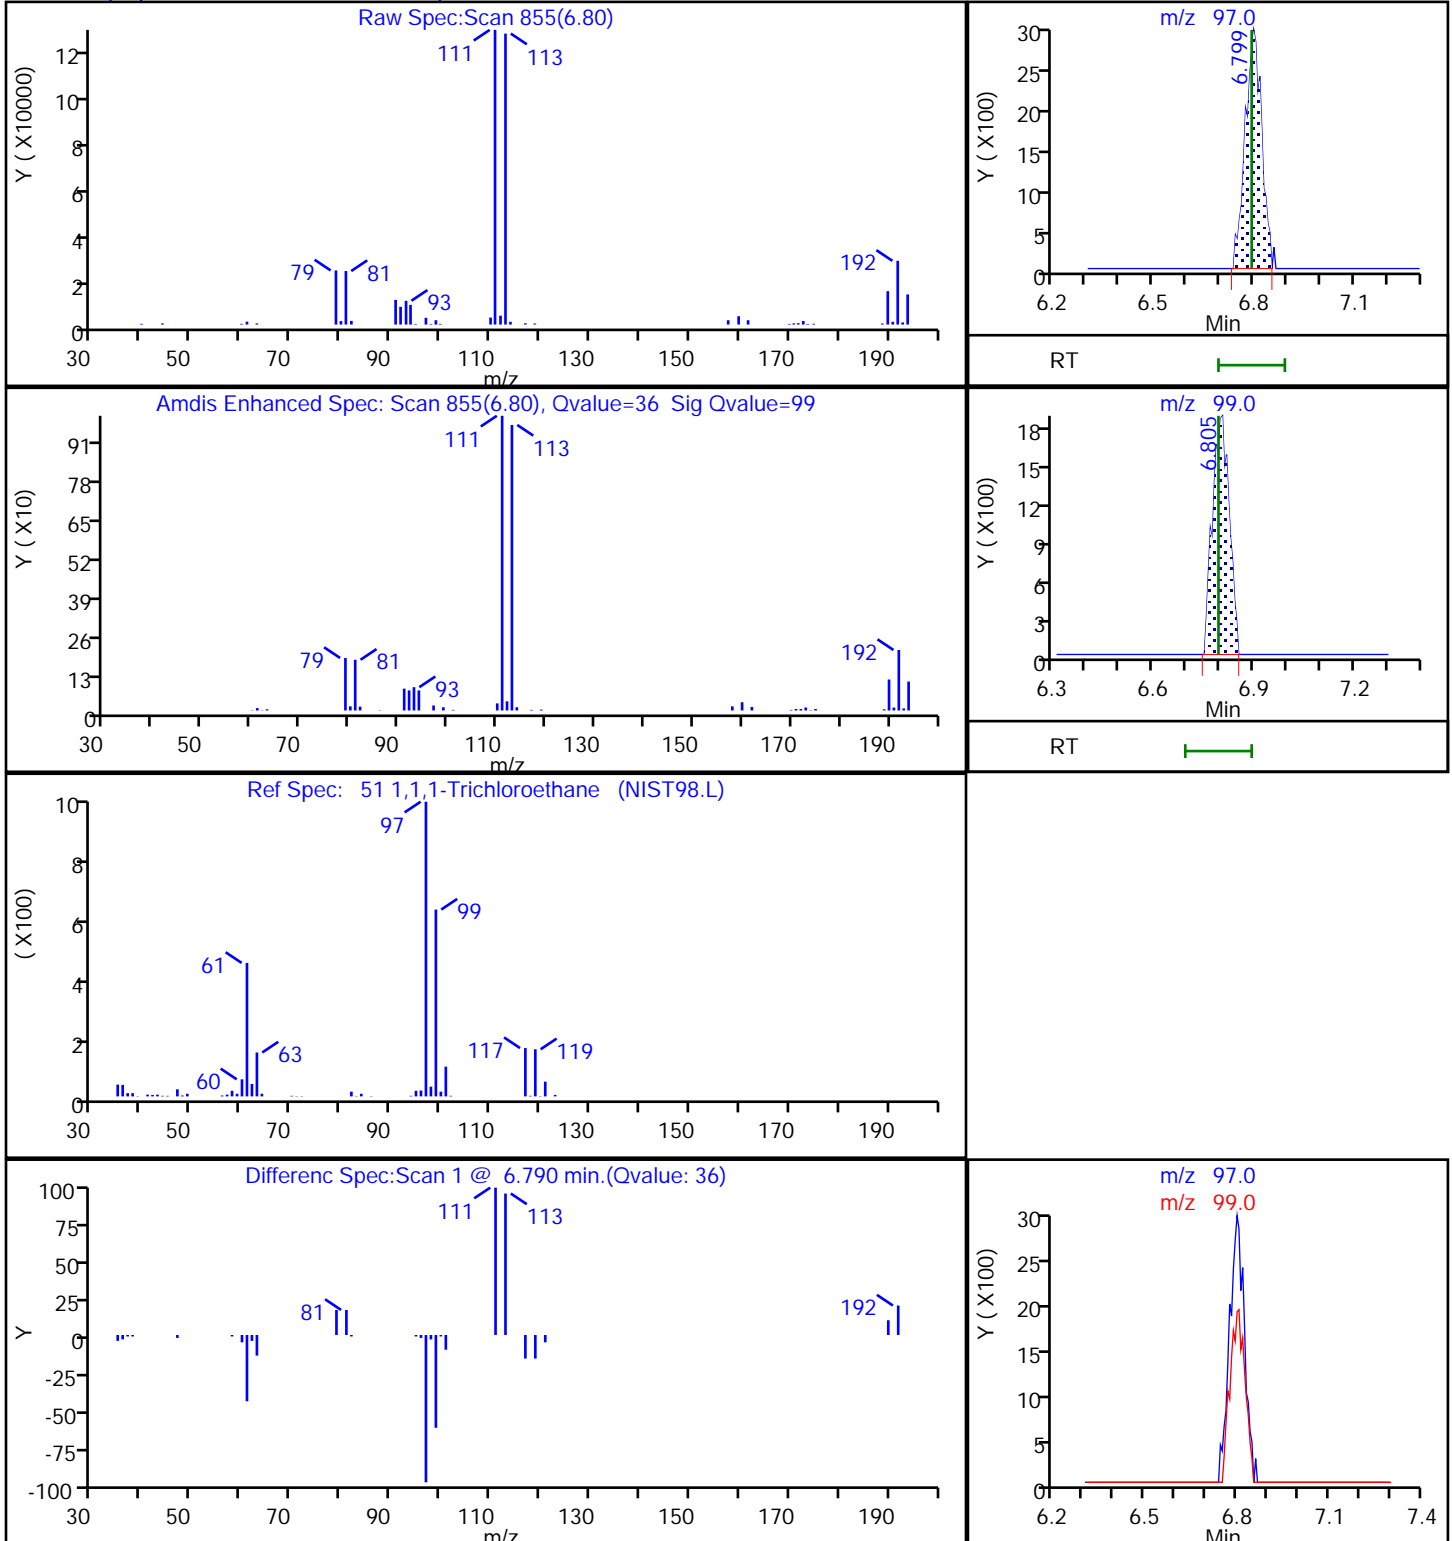 Raw Spec:Scan 855(6.80)
Y ( X10000)
12
10
8
6
4
2
0
111
113
79
81
93
192
30 50 70 90 110 130 150 170 190
m/z
m/z 97.0
Y ( X100)
30
25
20
15
10
5
0
6.799
6.2 6.5 6.8 7.1
Min
RT
Amdis Enhanced Spec: Scan 855(6.80), Qvalue=36 Sig Qvalue=99
Y ( X10)
91
78
65
52
39
26
13
0
111
113
79
81
93
192
30 50 70 90 110 130 150 170 190
m/z
m/z 99.0
Y ( X100)
18
15
12
9
6
3
0
6.805
6.3 6.6 6.9 7.2
Min
RT
Ref Spec: 51 1,1,1-Trichloroethane (NIST98.L)
( X100)
10
8
6
4
2
0
97
99
61
63
60
117
119
30 50 70 90 110 130 150 170 190
Differenc Spec:Scan 1 @ 6.790 min.(Qvalue: 36)
Y
100
75
50
25
0
-25
-50
-75
-100
111
113
81
192
30 50 70 90 110 130 150 170 190
m/z
m/z 97.0
m/z 99.0
Y ( X100)
30
25
20
15
10
5
0
6.2 6.5 6.8 7.1 7.4
Min